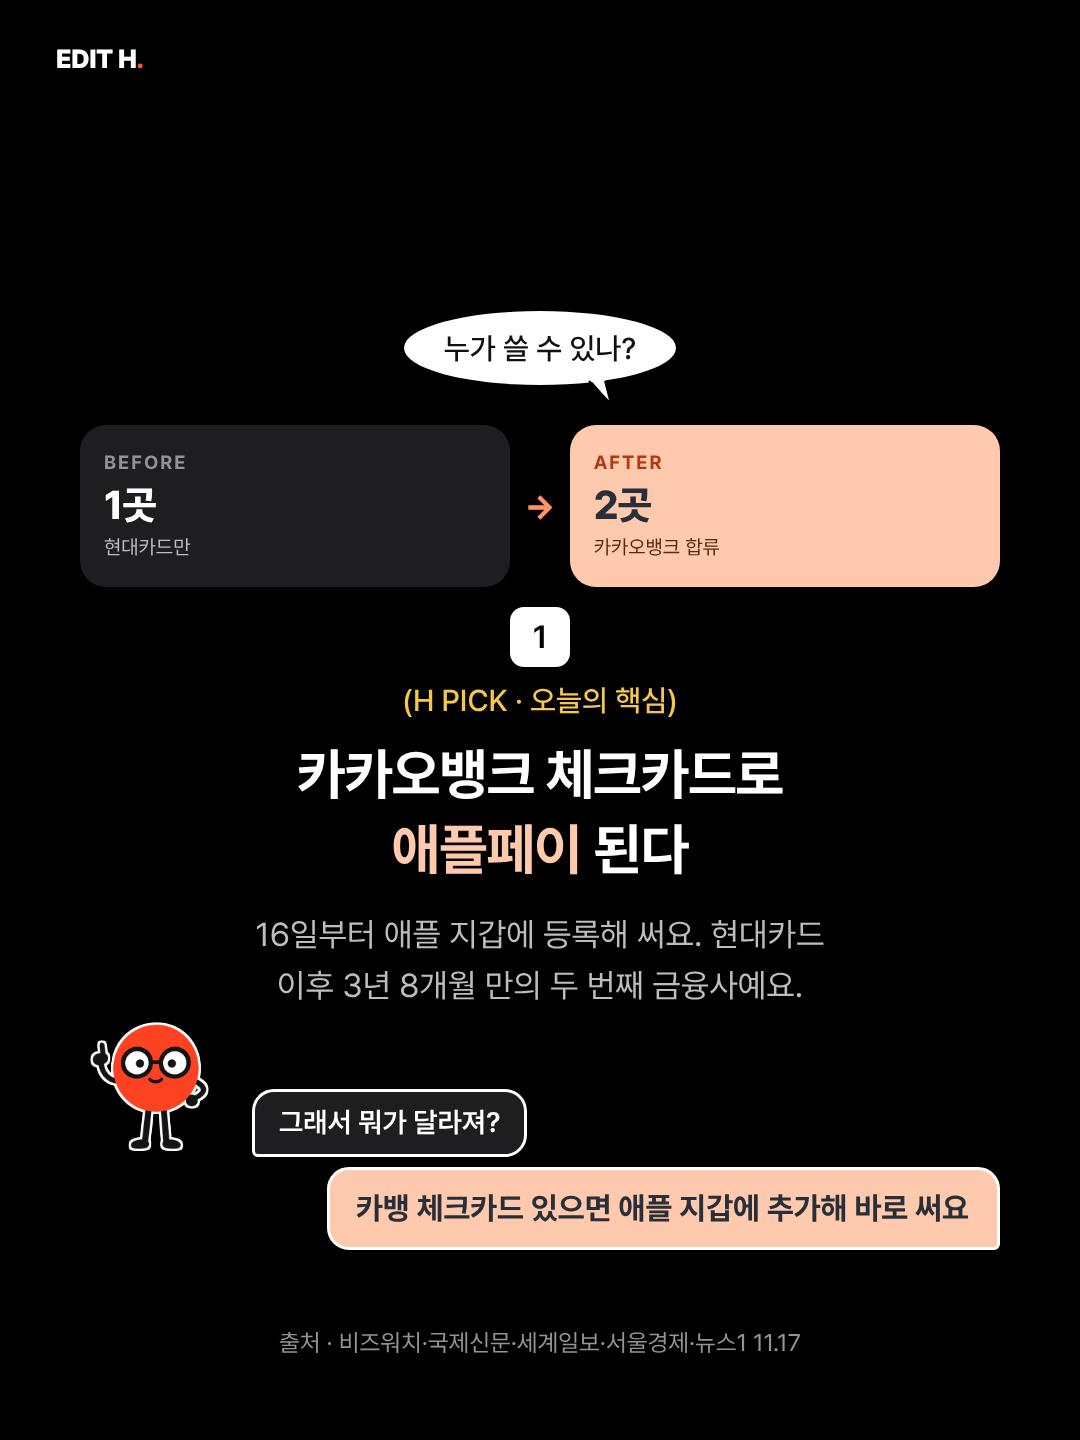 EDIT H.
누가 쓸 수 있나?
BEFORE
1곳
현대카드만
→
AFTER
2곳
카카오뱅크 합류
1
(H PICK · 오늘의 핵심)
카카오뱅크 체크카드로
애플페이 된다
16일부터 애플 지갑에 등록해 써요. 현대카드
이후 3년 8개월 만의 두 번째 금융사예요.
그래서 뭐가 달라져?
카뱅 체크카드 있으면 애플 지갑에 추가해 바로 써요
출처 · 비즈워치·국제신문·세계일보·서울경제·뉴스1 11.17